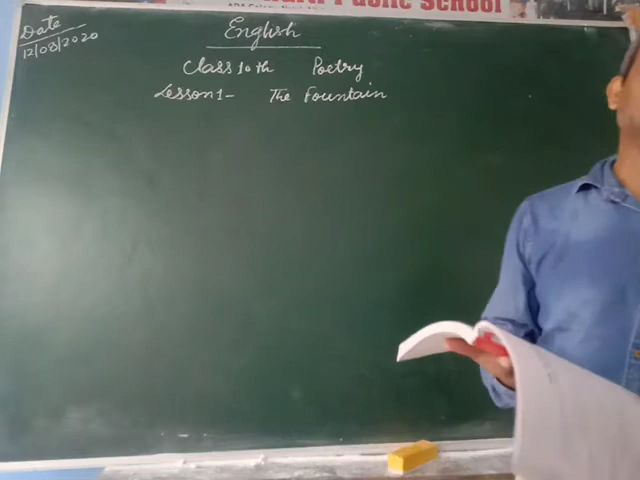 Public School
Date
12/08/2020
English
Class 10th Poetry
Lesson 1- The Fountain